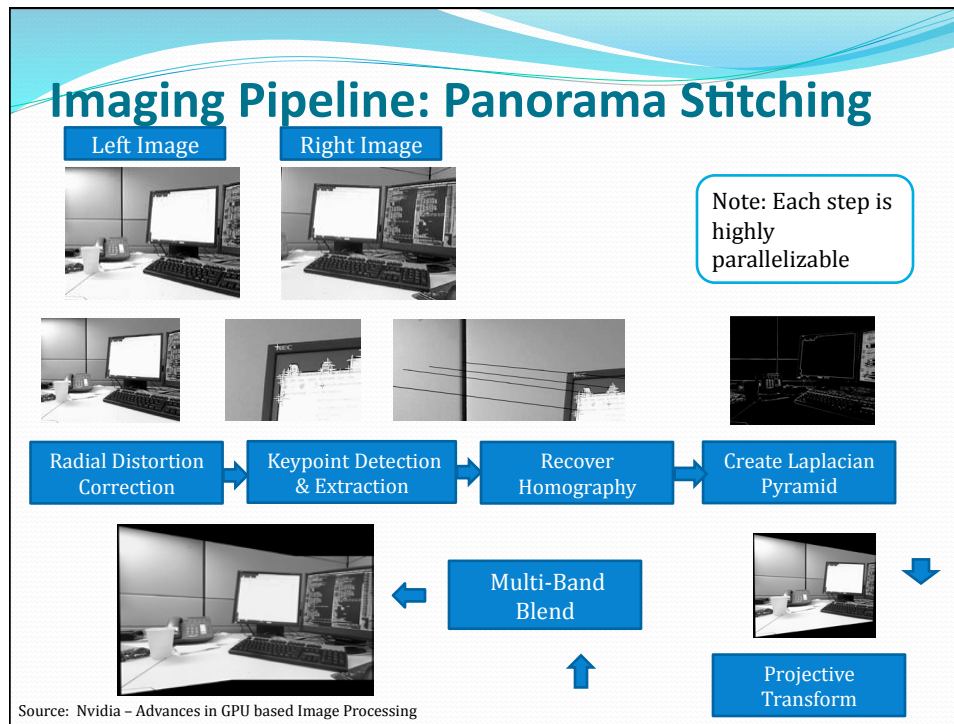 Imaging Pipeline: Panorama Stitching
Left Image
Right Image
Note: Each step is
highly
parallelizable
NEC
Radial Distortion
Correction
Keypoint Detection
& Extraction
Recover
Homography
Create Laplacian
Pyramid
Multi-Band
Blend
Projective
Transform
Source: Nvidia – Advances in GPU based Image Processing